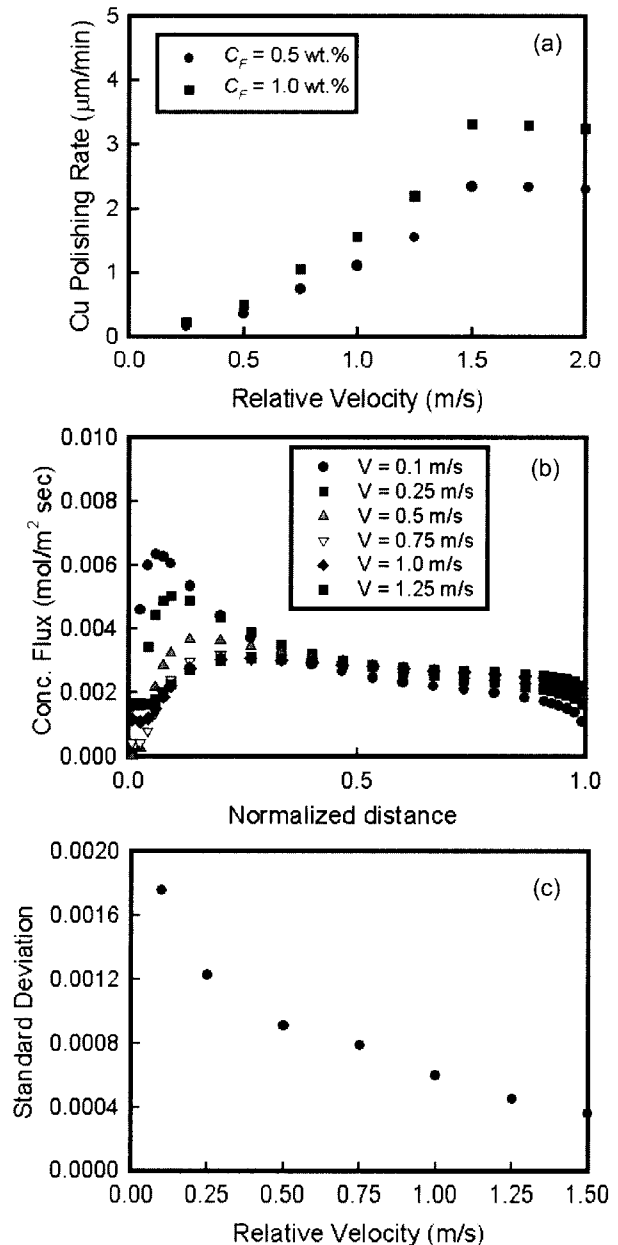 (a)
C_F = 0.5 wt.%
C_F = 1.0 wt.%
Cu Polishing Rate (μm/min)
5
4
3
2
1
0
0.0 0.5 1.0 1.5 2.0
Relative Velocity (m/s)
(b)
V = 0.1 m/s
V = 0.25 m/s
V = 0.5 m/s
V = 0.75 m/s
V = 1.0 m/s
V = 1.25 m/s
Conc. Flux (mol/m² sec)
0.010
0.008
0.006
0.004
0.002
0.000
0.0 0.5 1.0
Normalized distance
(c)
Standard Deviation
0.0020
0.0016
0.0012
0.0008
0.0004
0.0000
0.00 0.25 0.50 0.75 1.00 1.25 1.50
Relative Velocity (m/s)